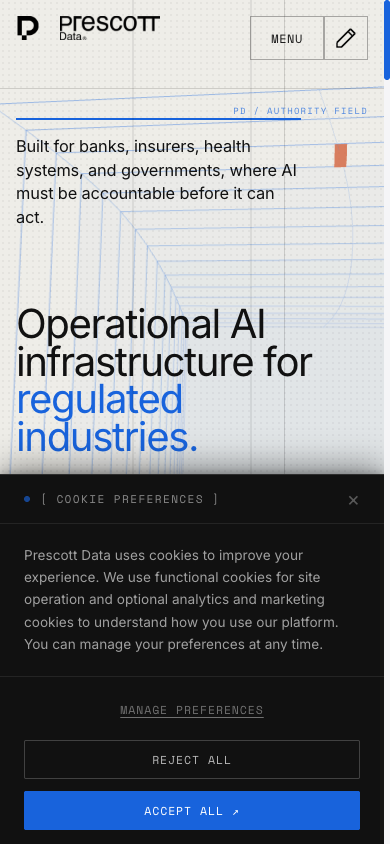 Prescott
Data®
MENU
PD / AUTHORITY FIELD
Built for banks, insurers, health
systems, and governments, where AI
must be accountable before it can
act.
Operational AI
infrastructure for
regulated
industries.
[ COOKIE PREFERENCES ]
Prescott Data uses cookies to improve your
experience. We use functional cookies for site
operation and optional analytics and marketing
cookies to understand how you use our platform.
You can manage your preferences at any time.
MANAGE PREFERENCES
REJECT ALL
ACCEPT ALL ↗